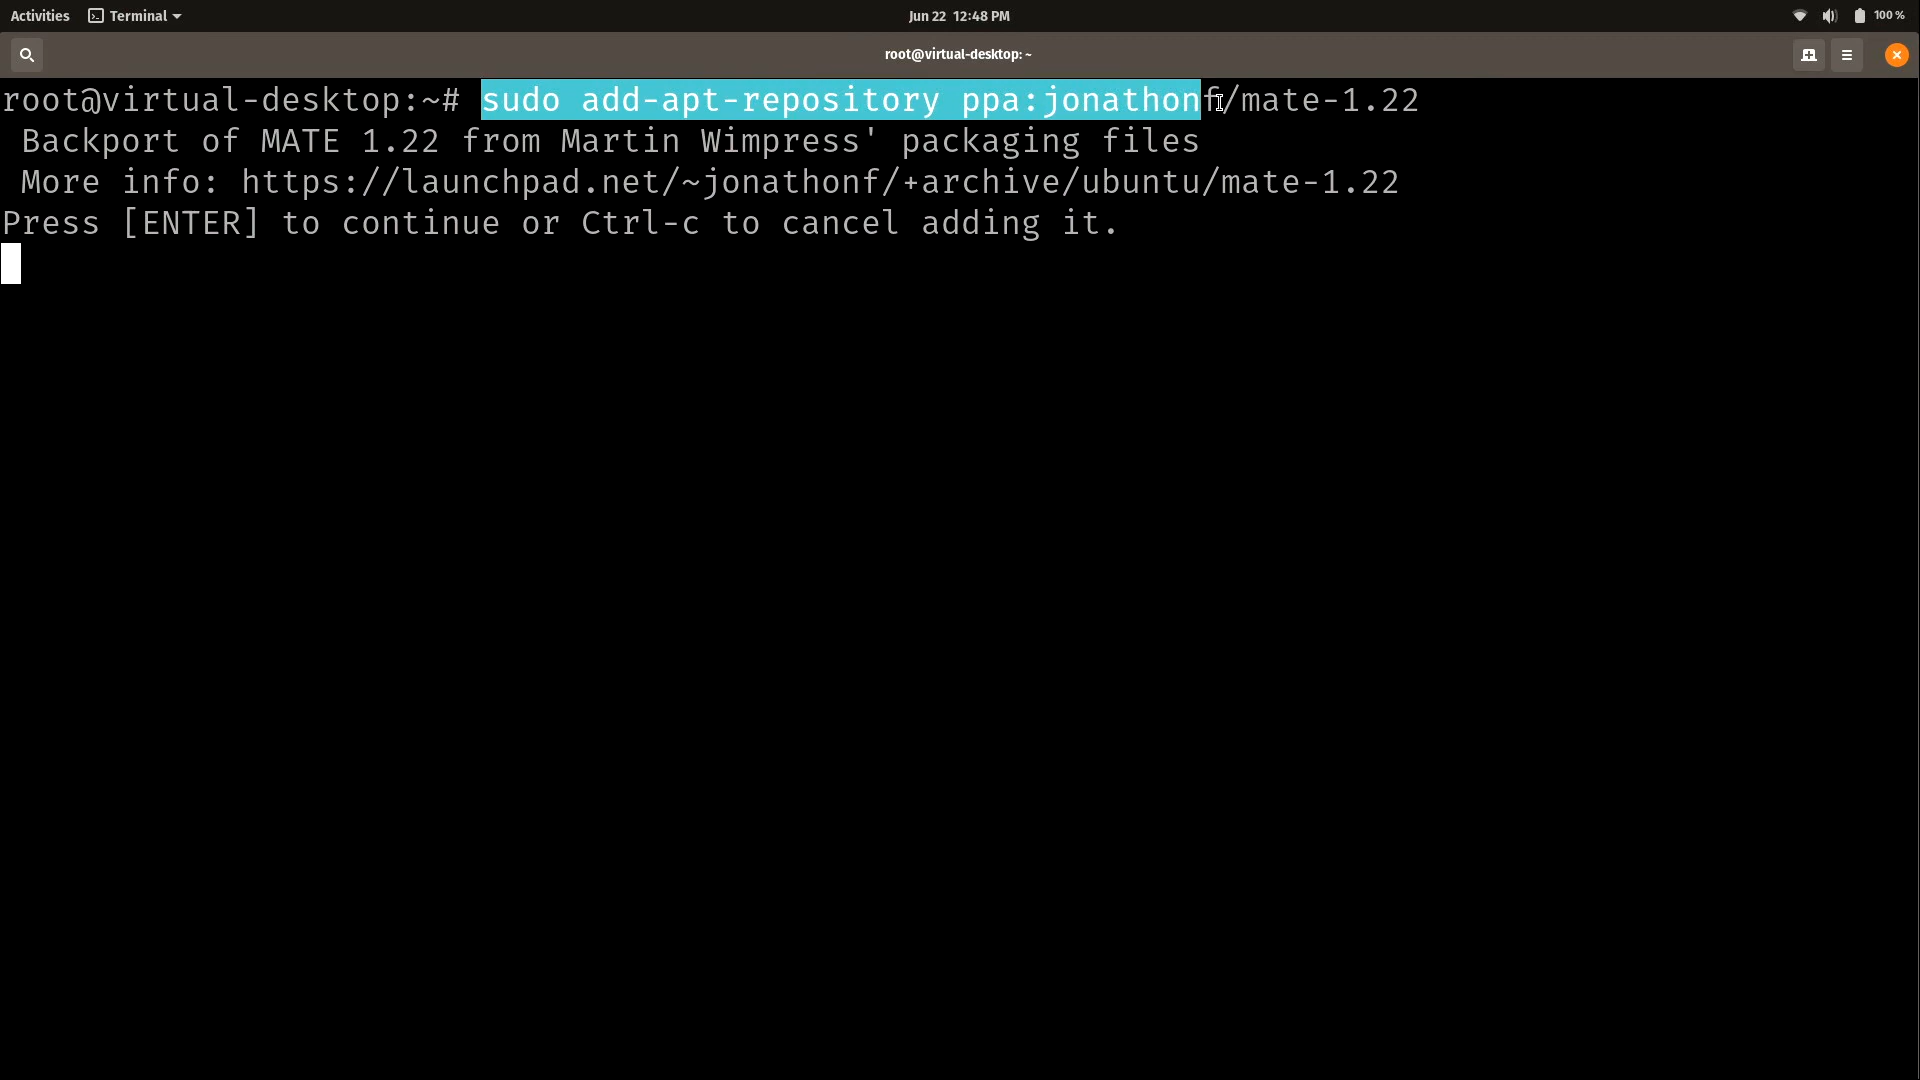 Activities Terminal Jun 22 12:48 PM 100 %
root@virtual-desktop: ~
root@virtual-desktop:~# sudo add-apt-repository ppa:jonathonf/mate-1.22
Backport of MATE 1.22 from Martin Wimpress' packaging files
More info: https://launchpad.net/~jonathonf/+archive/ubuntu/mate-1.22
Press [ENTER] to continue or Ctrl-c to cancel adding it.